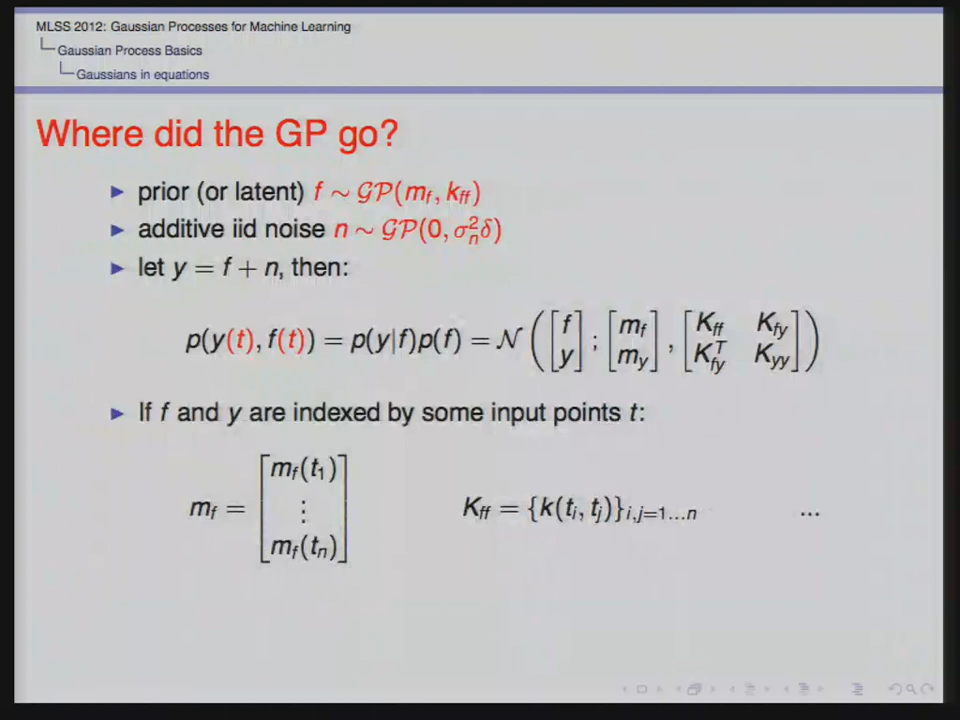 MLSS 2012: Gaussian Processes for Machine Learning
Gaussian Process Basics
Gaussians in equations
Where did the GP go?
▶ prior (or latent) f ∼ 𝒢𝒫(m_f, k_ff)
▶ additive iid noise n ∼ 𝒢𝒫(0, σ_n^2 δ)
▶ let y = f + n, then:
p(y(t), f(t)) = p(y|f)p(f) = 𝒩([f y]; [m_f m_y], [K_ff K_fy K_fy^T K_yy])
▶ If f and y are indexed by some input points t:
m_f = [m_f(t_1) ⋮ m_f(t_n)] K_ff = {k(t_i, t_j)}_{i,j=1...n} ...